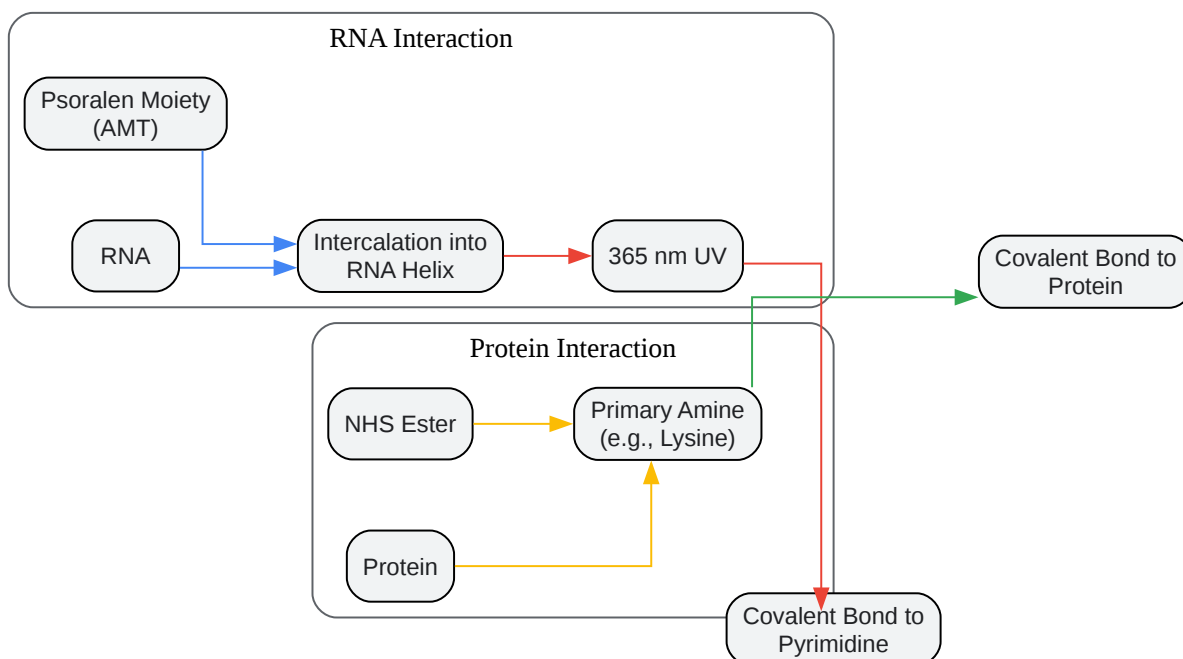 RNA Interaction
Psoralen Moiety
(AMT)
RNA
Intercalation into
RNA Helix
365 nm UV
Covalent Bond to
Protein
Protein Interaction
NHS Ester
Primary Amine
(e.g., Lysine)
Protein
Covalent Bond to
Pyrimidine